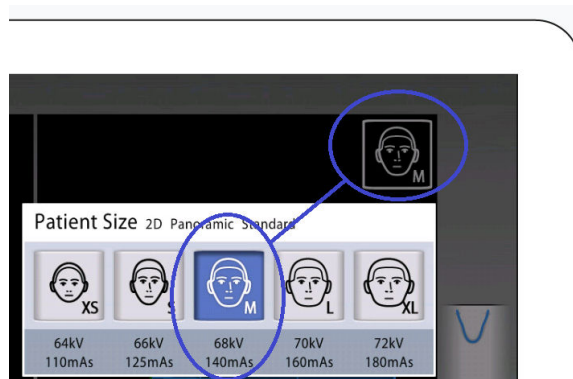 M
Patient Size 2D Panoramic Standard
XS S M L XL
64kV 66kV 68kV 70kV 72kV
110mAs 125mAs 140mAs 160mAs 180mAs